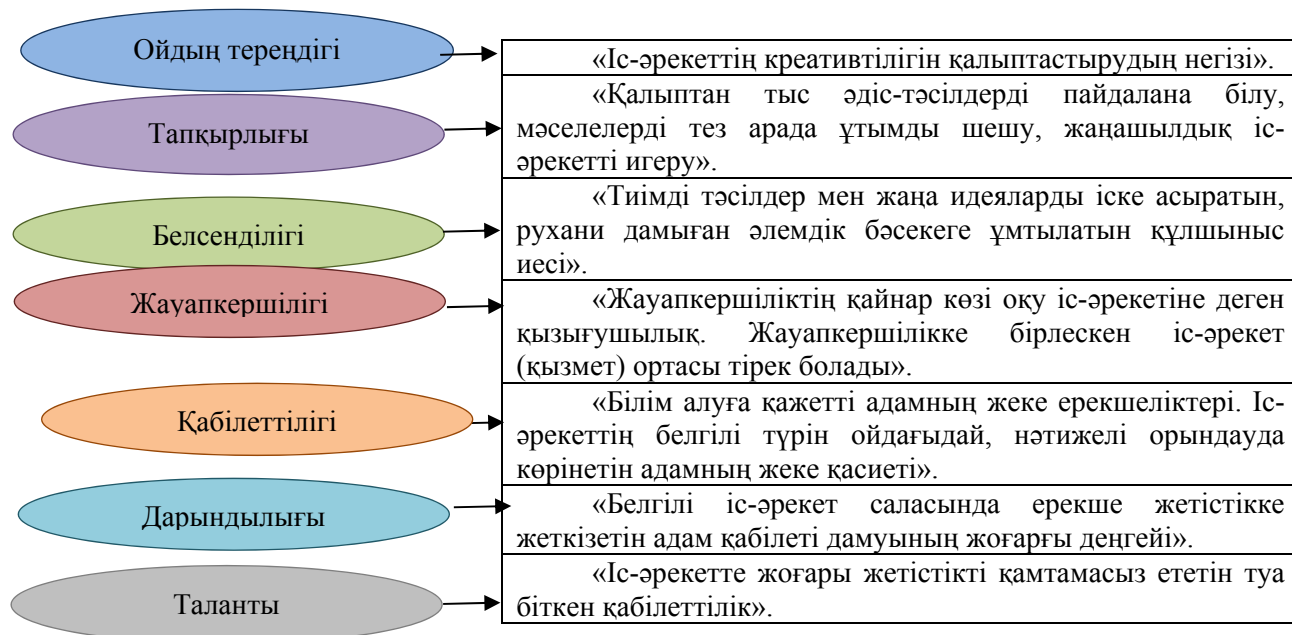 Ойдың тереңдігі
«Іс-әрекеттің креативтілігін қалыптастырудың негізі».
Тапқырлығы
«Қалыптан тыс әдіс-тәсілдерді пайдалана білу,
мәселелерді тез арада ұтымды шешу, жаңашылдық іс-
әрекетті игеру».
Белсенділігі
«Тиімді тәсілдер мен жаңа идеяларды іске асыратын,
рухани дамыған әлемдік бәсекеге ұмтылатын құлшыныс
иесі».
Жауапкершілігі
«Жауапкершіліктің қайнар көзі оқу іс-әрекетіне деген
қызығушылық. Жауапкершілікке бірлескен іс-әрекет
(қызмет) ортасы тірек болады».
Қабілеттілігі
«Білім алуға қажетті адамның жеке ерекшеліктері. Іс-
әрекеттің белгілі түрін ойдағыдай, нәтижелі орындауда
көрінетін адамның жеке қасиеті».
Дарындылығы
«Белгілі іс-әрекет саласында ерекше жетістікке
жеткізетін адам қабілеті дамуының жоғарғы деңгейі».
Таланты
«Іс-әрекетте жоғары жетістікті қамтамасыз ететін туа
біткен қабілеттілік».